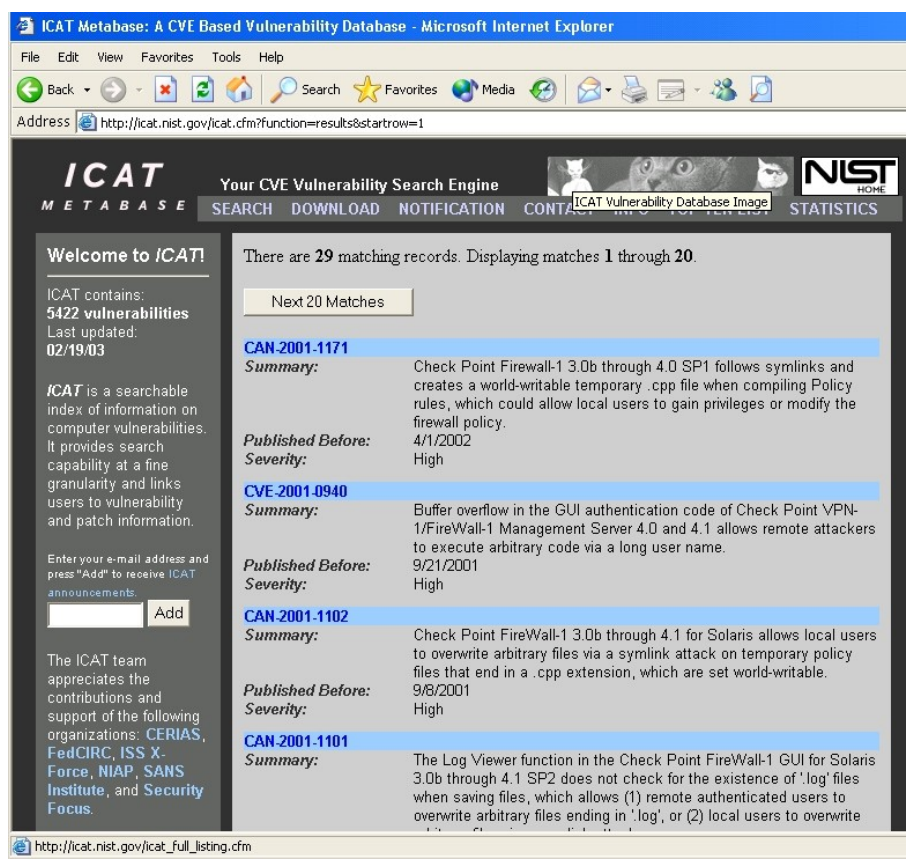 ICAT Metabase: A CVE Based Vulnerability Database - Microsoft Internet Explorer
File Edit View Favorites Tools Help
Back Search Favorites Media
Address http://icat.nist.gov/icat.cfm?function=results&startrow=1
ICAT
METABASE
Your CVE Vulnerability Search Engine
NIST
HOME
ICAT Vulnerability Database Image
SEARCH DOWNLOAD NOTIFICATION CONTACT STATISTICS
Welcome to ICAT!
ICAT contains:
5422 vulnerabilities
Last updated:
02/19/03
ICAT is a searchable
index of information on
computer vulnerabilities.
It provides search
capability at a fine
granularity and links
users to vulnerability
and patch information.
Enter your e-mail address and
press "Add" to receive ICAT
announcements.
Add
The ICAT team
appreciates the
contributions and
support of the following
organizations: CERIAS,
FedCIRC, ISS X-
Force, NIAP, SANS
Institute, and Security
Focus.
There are 29 matching records. Displaying matches 1 through 20.
Next 20 Matches
CAN-2001-1171
Summary: Check Point Firewall-1 3.0b through 4.0 SP1 follows symlinks and
creates a world-writable temporary .cpp file when compiling Policy
rules, which could allow local users to gain privileges or modify the
firewall policy.
Published Before: 4/1/2002
Severity: High
CVE-2001-0940
Summary: Buffer overflow in the GUI authentication code of Check Point VPN-
1/FireWall-1 Management Server 4.0 and 4.1 allows remote attackers
to execute arbitrary code via a long user name.
Published Before: 9/21/2001
Severity: High
CAN-2001-1102
Summary: Check Point FireWall-1 3.0b through 4.1 for Solaris allows local users
to overwrite arbitrary files via a symlink attack on temporary policy
files that end in a .cpp extension, which are set world-writable.
Published Before: 9/8/2001
Severity: High
CAN-2001-1101
Summary: The Log Viewer function in the Check Point FireWall-1 GUI for Solaris
3.0b through 4.1 SP2 does not check for the existence of '.log' files
when saving files, which allows (1) remote authenticated users to
overwrite arbitrary files ending in '.log', or (2) local users to overwrite
http://icat.nist.gov/icat_full_listing.cfm